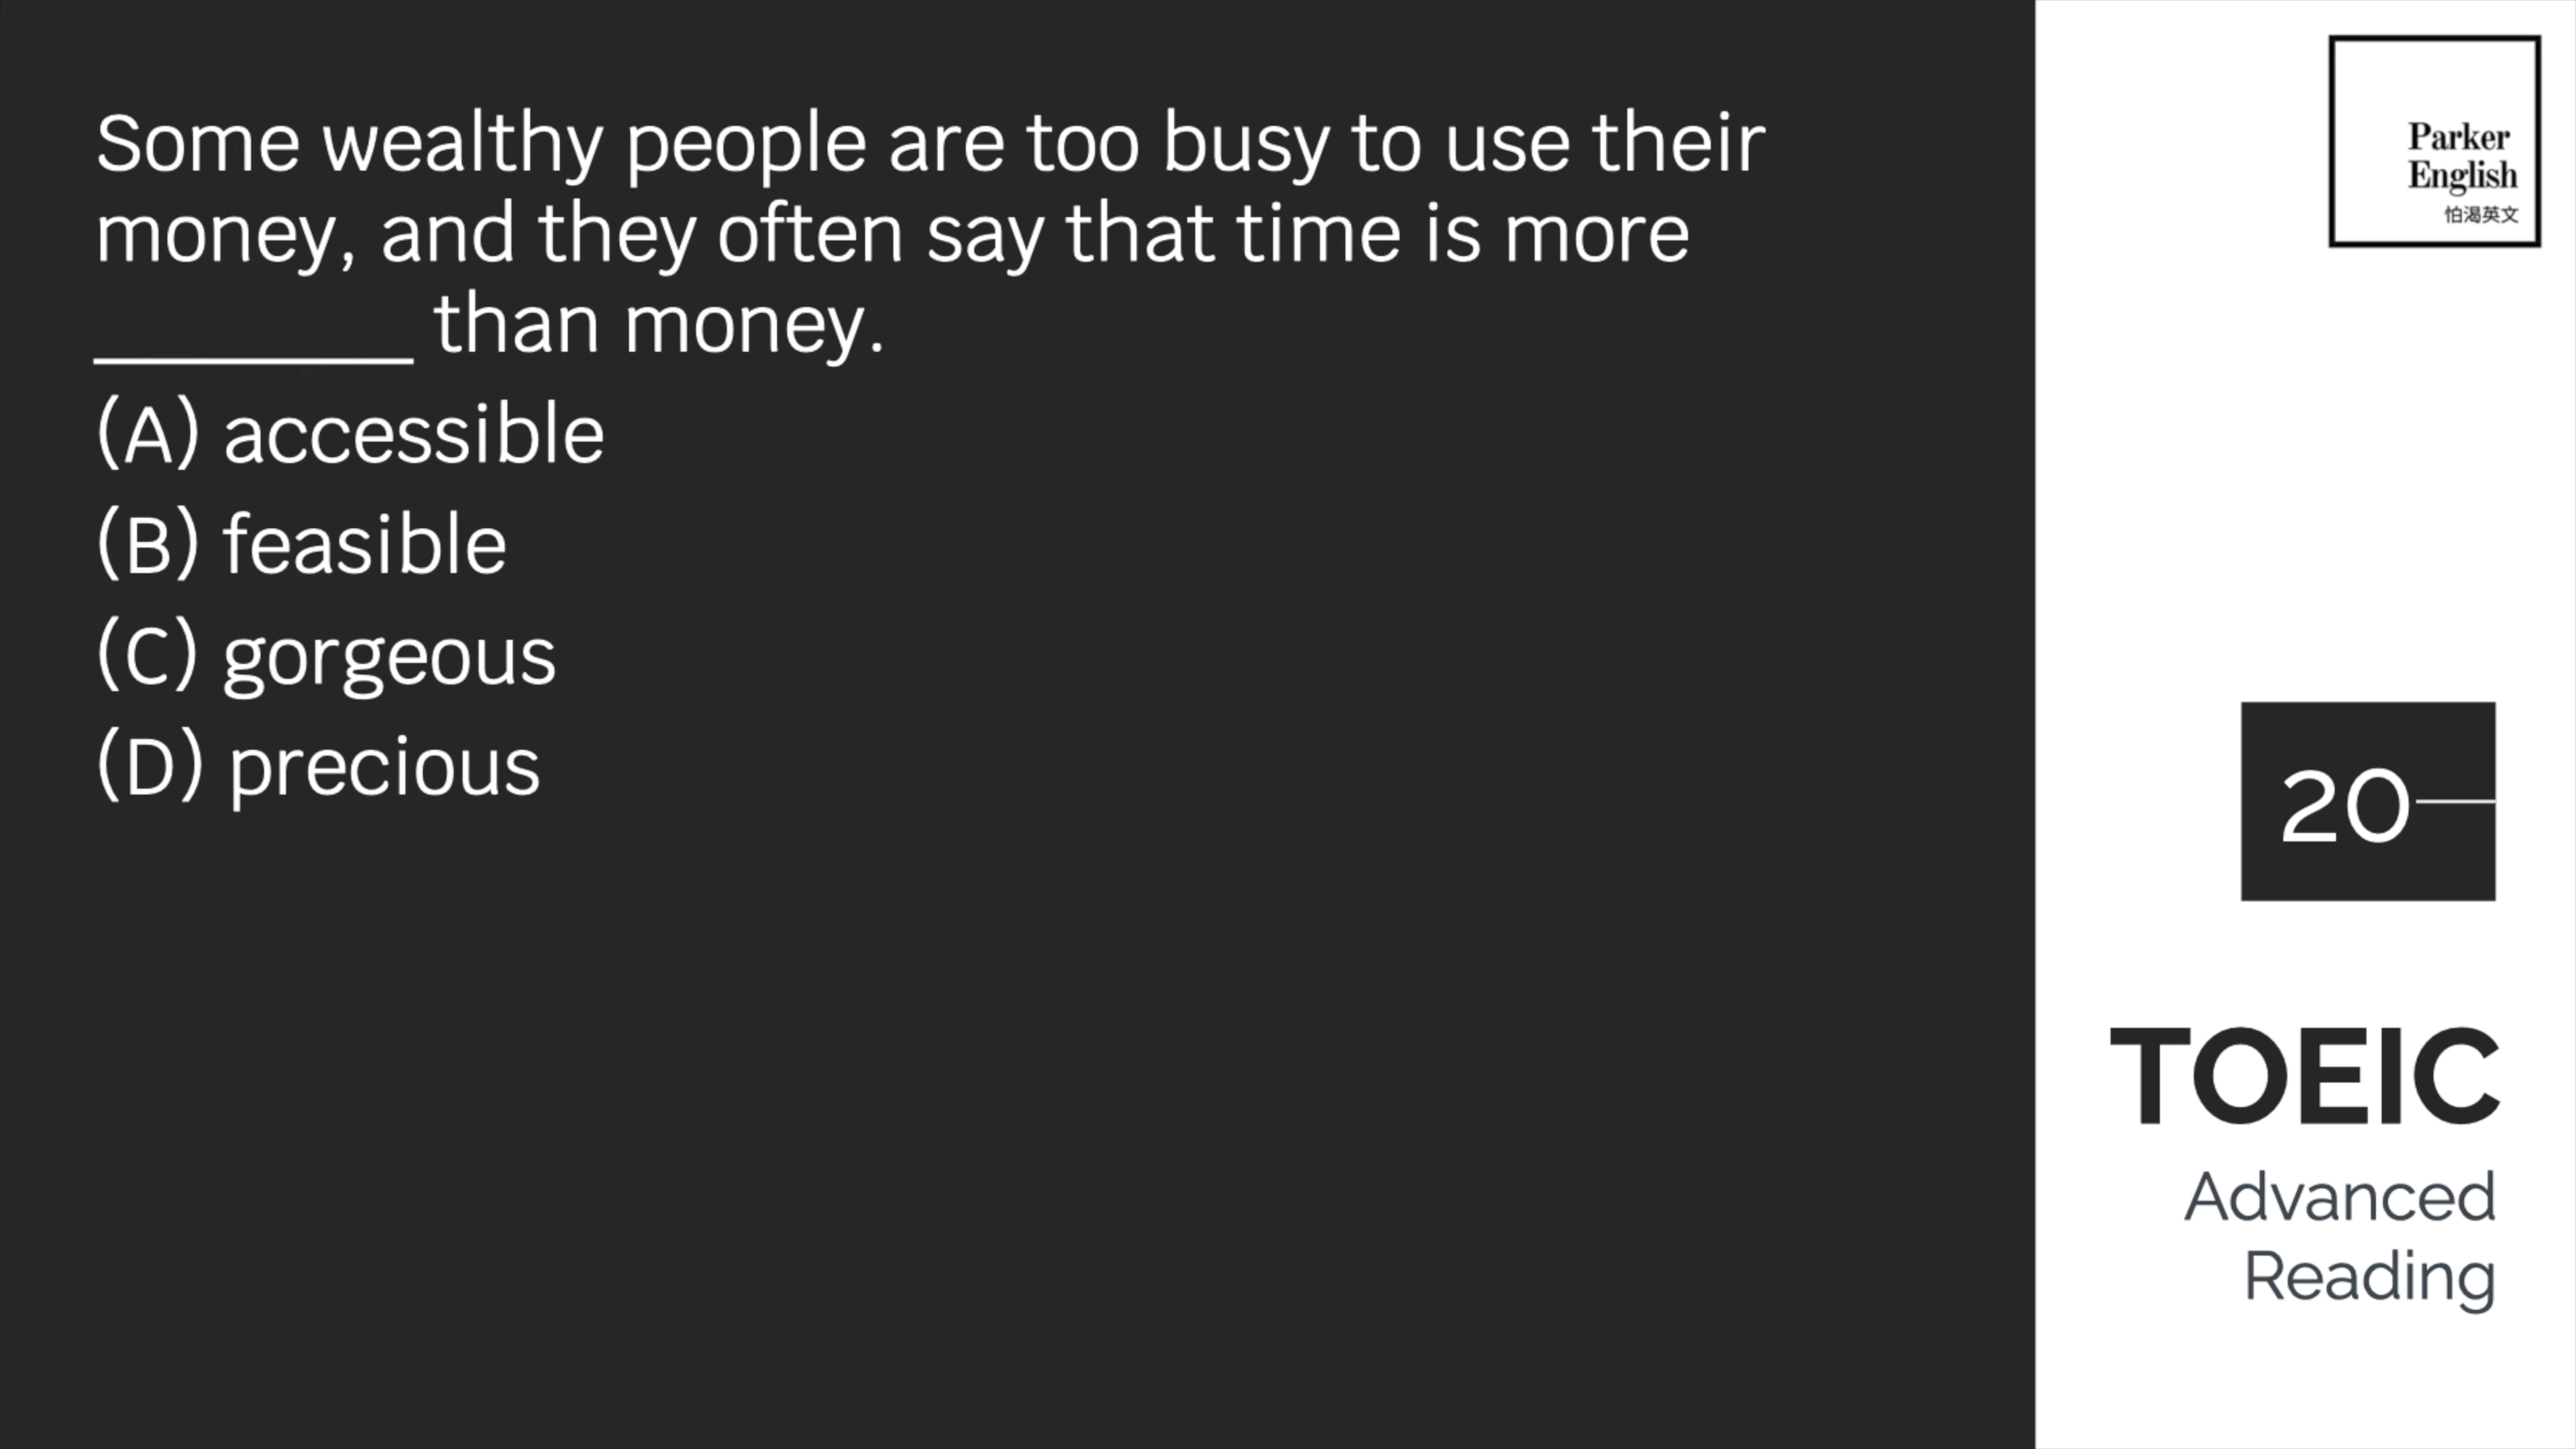 Some wealthy people are too busy to use their
money, and they often say that time is more
__________ than money.
(A) accessible
(B) feasible
(C) gorgeous
(D) precious
Parker
English
怕渴英文
20
TOEIC
Advanced
Reading